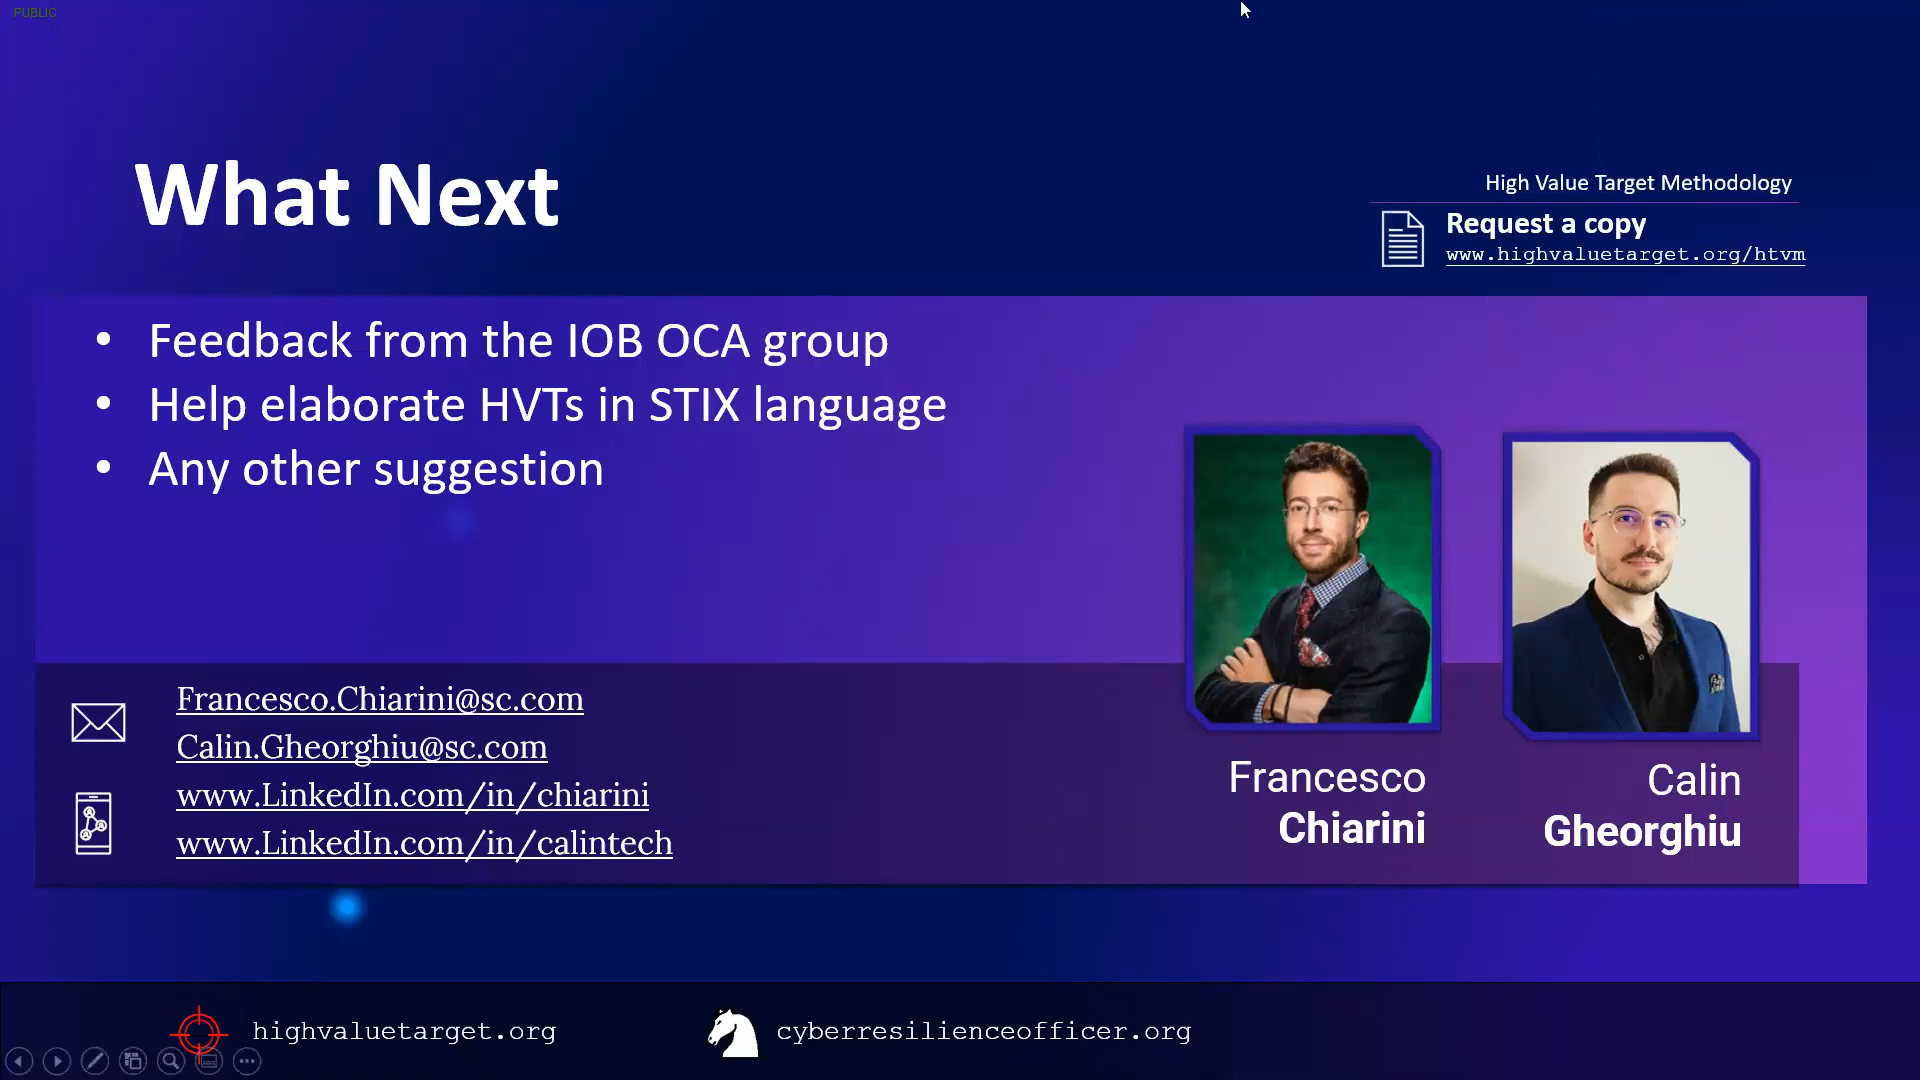 PUBLIC
What Next
High Value Target Methodology
Request a copy
www.highvaluetarget.org/htvm
• Feedback from the IOB OCA group
• Help elaborate HVTs in STIX language
• Any other suggestion
Francesco.Chiarini@sc.com
Calin.Gheorghiu@sc.com
www.LinkedIn.com/in/chiarini
www.LinkedIn.com/in/calintech
Francesco
Chiarini
Calin
Gheorghiu
highvaluetarget.org
cyberresilienceofficer.org